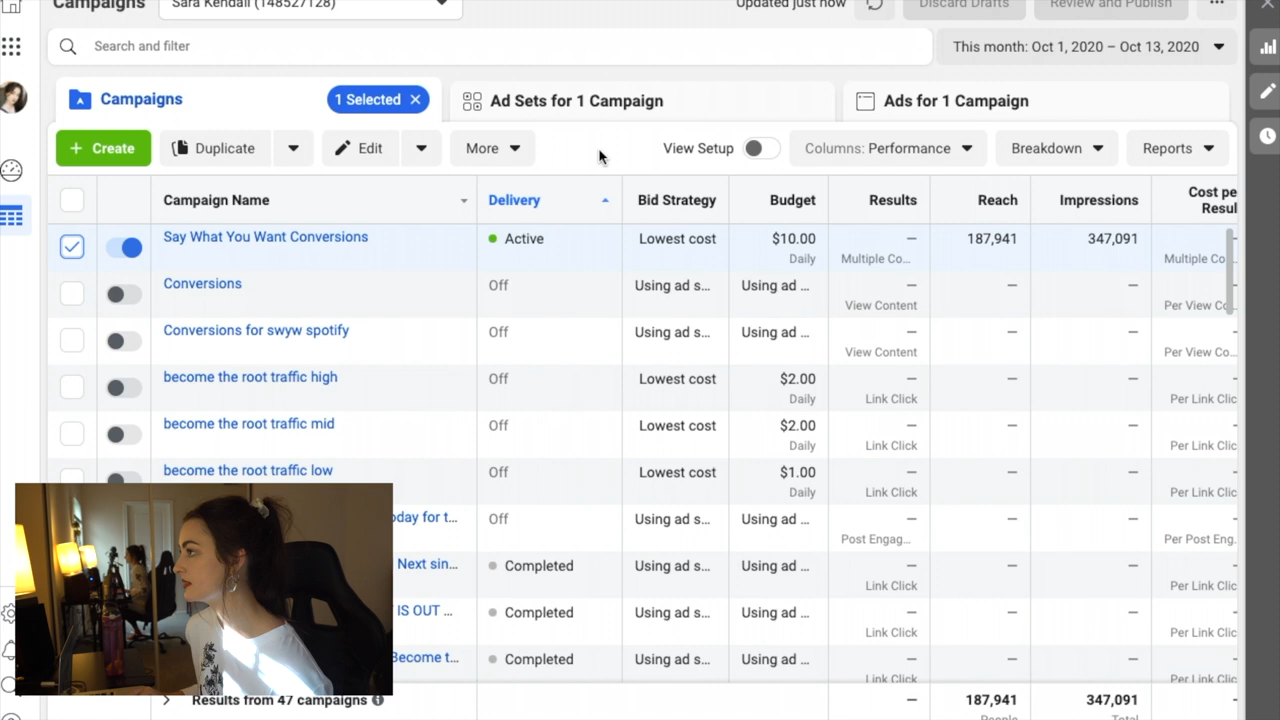 Campaigns
Sara Kendall (148527128)
Updated just now
Discard Drafts
Review and Publish
Search and filter
This month: Oct 1, 2020 – Oct 13, 2020
Campaigns
1 Selected
Ad Sets for 1 Campaign
Ads for 1 Campaign
+ Create
Duplicate
Edit
More
View Setup
Columns: Performance
Breakdown
Reports
Campaign Name
Delivery
Bid Strategy
Budget
Results
Reach
Impressions
Cost pe
Resul
Say What You Want Conversions
Active
Lowest cost
$10.00
Daily
—
Multiple Co...
187,941
347,091
Multiple Co...
Conversions
Off
Using ad s...
Using ad ...
—
View Content
—
—
Per View Co...
Conversions for swyw spotify
Off
Using ad s...
Using ad ...
—
View Content
—
—
Per View Co...
become the root traffic high
Off
Lowest cost
$2.00
Daily
—
Link Click
—
—
Per Link Clic
become the root traffic mid
Off
Lowest cost
$2.00
Daily
—
Link Click
—
—
Per Link Clic
become the root traffic low
Off
Lowest cost
$1.00
Daily
—
Link Click
—
—
Per Link Clic
oday for t...
Off
Using ad s...
Using ad ...
—
Post Engag...
—
—
Per Post Eng.
Next sin...
Completed
Using ad s...
Using ad ...
—
Link Click
—
—
Per Link Clic
IS OUT ...
Completed
Using ad s...
Using ad ...
—
Link Click
—
—
Per Link Clic
Become t...
Completed
Using ad s...
Using ad ...
—
Link Click
—
—
Per Link Clic
Results from 47 campaigns
—
187,941
People
347,091
Total